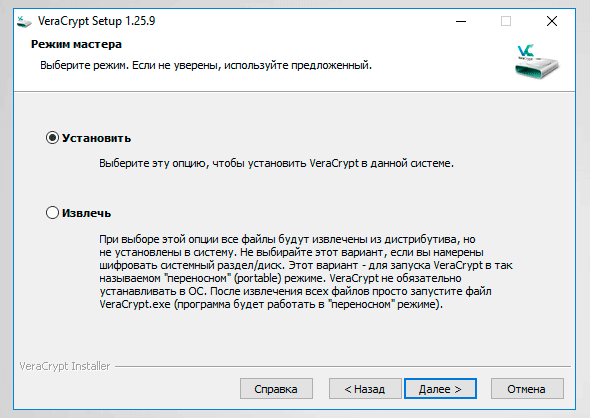 VeraCrypt Setup 1.25.9
Режим мастера
Выберите режим. Если не уверены, используйте предложенный.
VC
Установить
Выберите эту опцию, чтобы установить VeraCrypt в данной системе.
Извлечь
При выборе этой опции все файлы будут извлечены из дистрибутива, но
не установлены в систему. Не выбирайте этот вариант, если вы намерены
шифровать системный раздел/диск. Этот вариант - для запуска VeraCrypt в так
называемом "переносном" (portable) режиме. VeraCrypt не обязательно
устанавливать в ОС. После извлечения всех файлов просто запустите файл
VeraCrypt.exe (программа будет работать в "переносном" режиме).
VeraCrypt Installer
Справка
< Назад
Далее >
Отмена